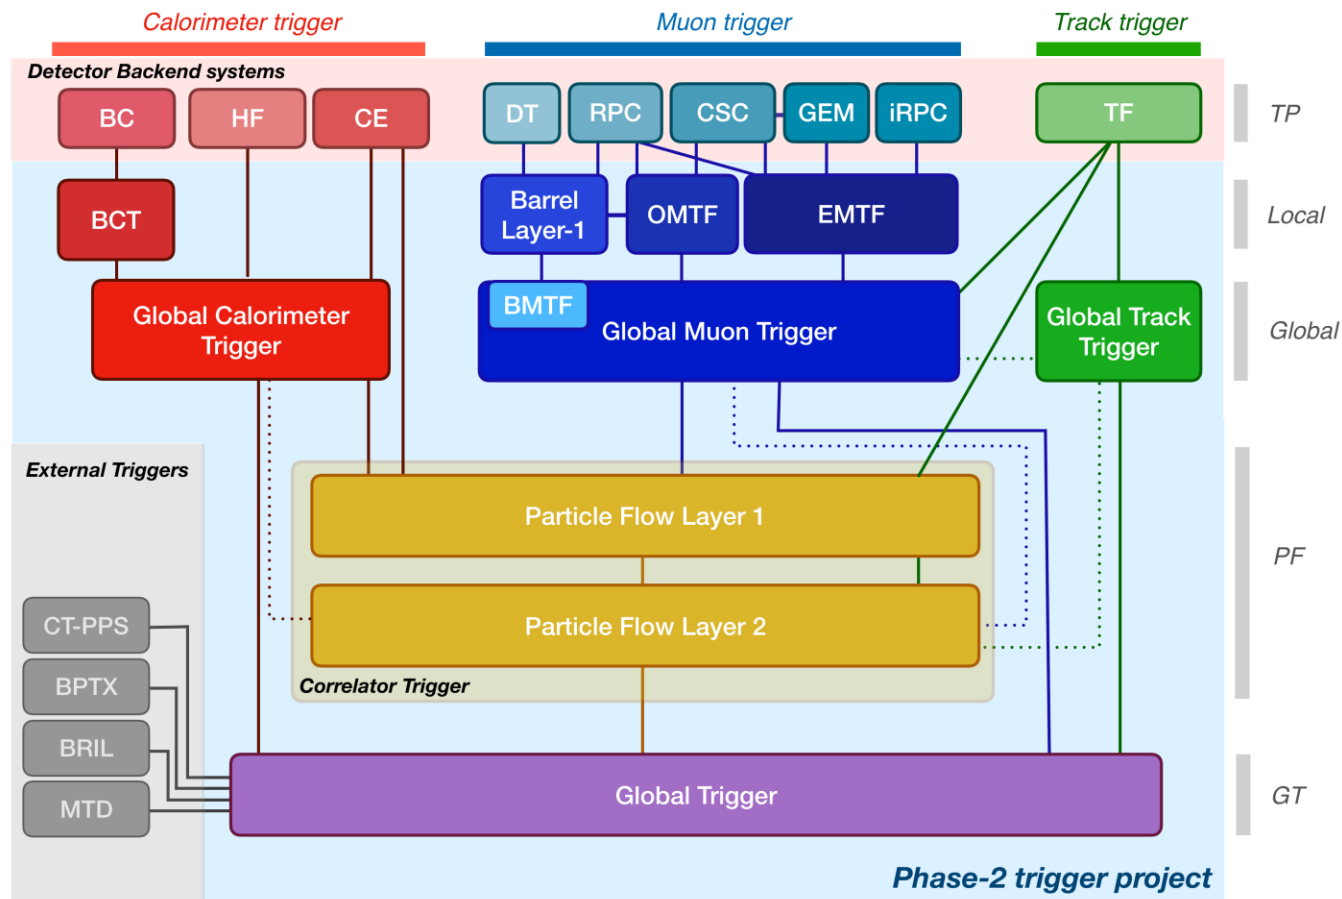 Calorimeter trigger
Muon trigger
Track trigger
Detector Backend systems
BC
HF
CE
DT
RPC
CSC
GEM
iRPC
TF
TP
BCT
Barrel
Layer-1
OMTF
EMTF
Local
Global Calorimeter
Trigger
BMTF
Global Muon Trigger
Global Track
Trigger
Global
External Triggers
Particle Flow Layer 1
PF
Particle Flow Layer 2
Correlator Trigger
CT-PPS
BPTX
BRIL
MTD
Global Trigger
GT
Phase-2 trigger project